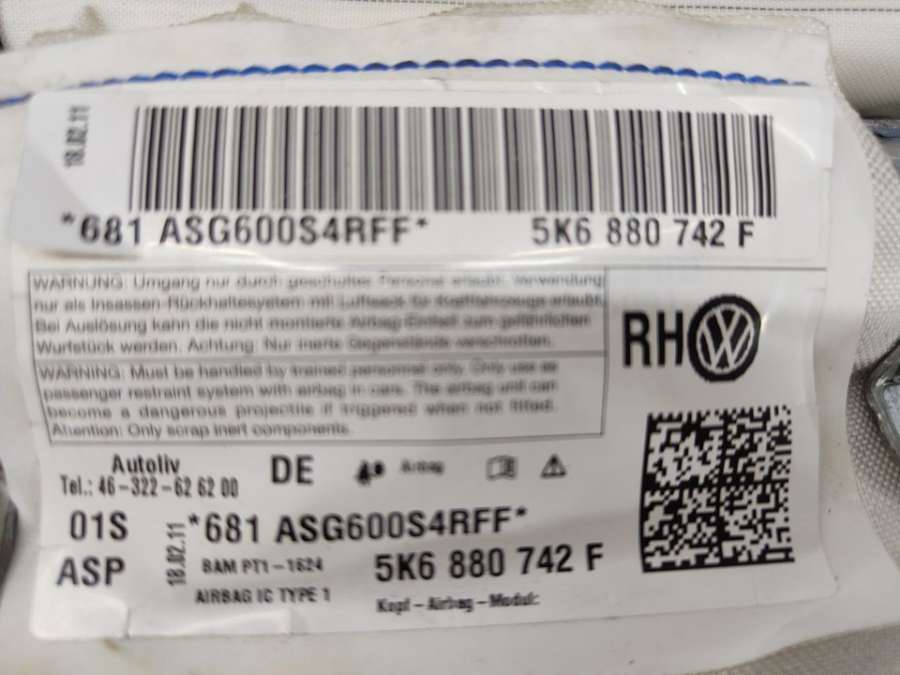 18.02.11
*681 ASG600S4RFF* 5K6 880 742 F
WARNUNG: Umgang nur durch geschultes Personal erlaubt. Verwendung
nur als Insassen-Rückhaltesystem mit Luftsack für Kraftfahrzeuge erlaubt.
Bei Auslösung kann die nicht montierte Airbag-Einheit zum gefährlichen
Wurfstück werden. Achtung: Nur inerte Gegenstände verschrotten.
RH
WARNING: Must be handled by trained personnel only. Only use as
passenger restraint system with airbag in cars. The airbag unit can
become a dangerous projectile if triggered when not fitted.
Attention: Only scrap inert components.
Autoliv DE Airbag
Tel.: 46-322-62 62 00
01S 18.02.11 *681 ASG600S4RFF*
ASP BAM PT1-1624 5K6 880 742 F
AIRBAG IC TYPE 1 Kopf-Airbag-Modul: